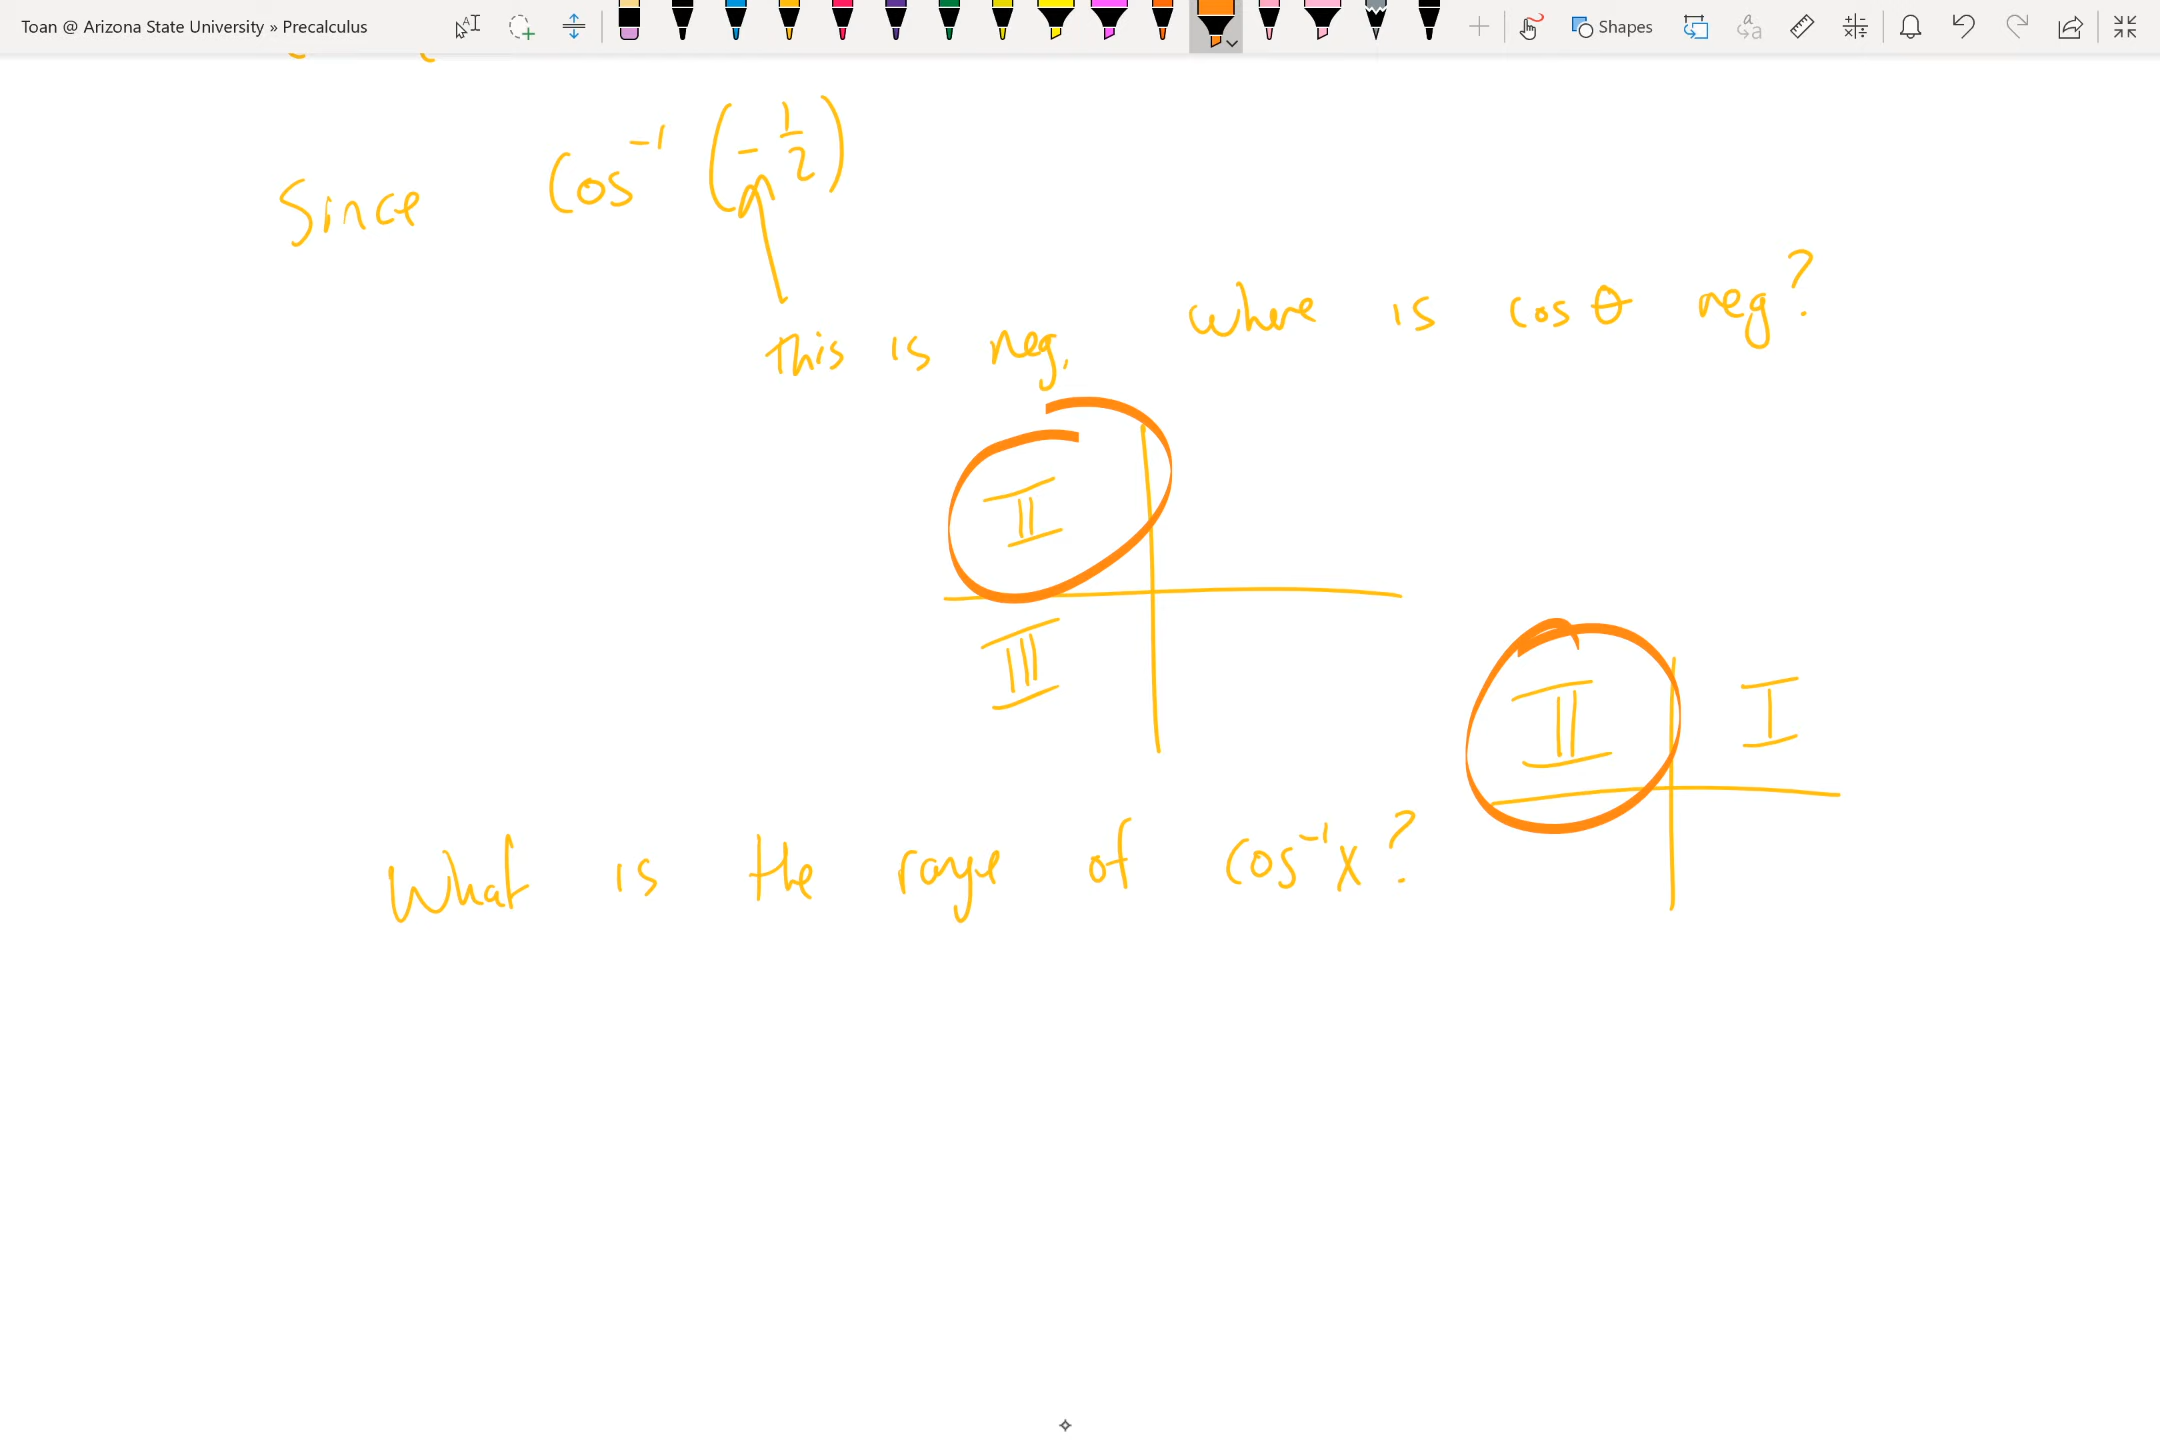 Toan @ Arizona State University » Precalculus
Shapes
Since cos⁻¹ (-1/2)
this is neg.
where is cos θ neg?
II
III
II I
What is the range of cos⁻¹x?